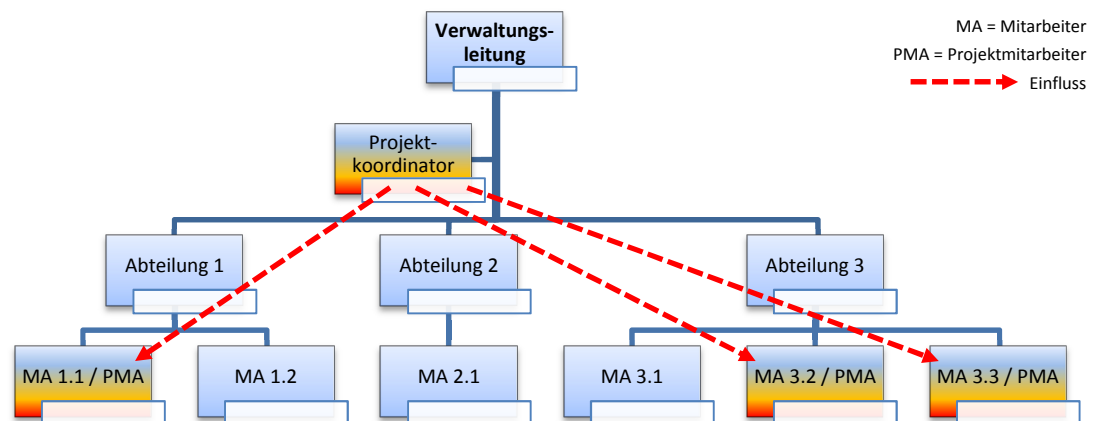 Verwaltungs-
leitung
MA = Mitarbeiter
PMA = Projektmitarbeiter
Einfluss
Projekt-
koordinator
Abteilung 1
Abteilung 2
Abteilung 3
MA 1.1 / PMA
MA 1.2
MA 2.1
MA 3.1
MA 3.2 / PMA
MA 3.3 / PMA